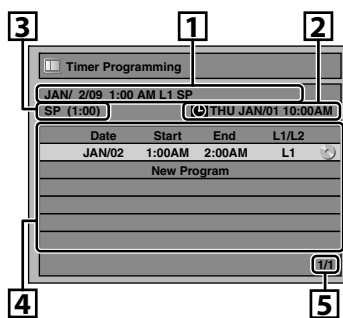 3 1 2
Timer Programming
JAN/ 2/09 1:00 AM L1 SP
SP (1:00) THU JAN/01 10:00AM
Date Start End L1/L2
JAN/02 1:00AM 2:00AM L1
New Program
1/1
4 5